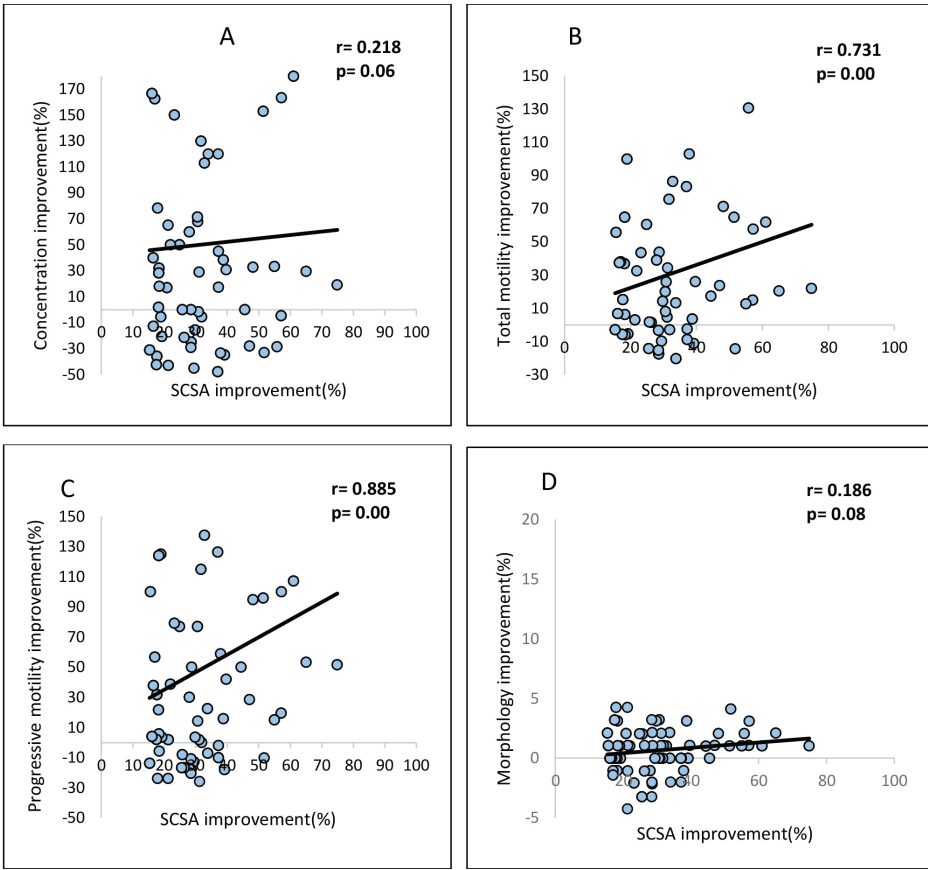 A
r= 0.218
p= 0.06
Concentration improvement(%)
170
150
130
110
90
70
50
30
10
-10
-30
-50
0 10 20 30 40 50 60 70 80 90 100
SCSA improvement(%)
B
r= 0.731
p= 0.00
Total motility improvement(%)
150
130
110
90
70
50
30
10
-10
-30
0 20 40 60 80 100
SCSA improvement(%)
C
r= 0.885
p= 0.00
Progressive motility improvement(%)
150
130
110
90
70
50
30
10
-10
-30
-50
0 10 20 30 40 50 60 70 80 90 100
SCSA improvement(%)
D
r= 0.186
p= 0.08
Morphology improvement(%)
20
15
10
5
0
-5
0 20 40 60 80 100
SCSA improvement(%)